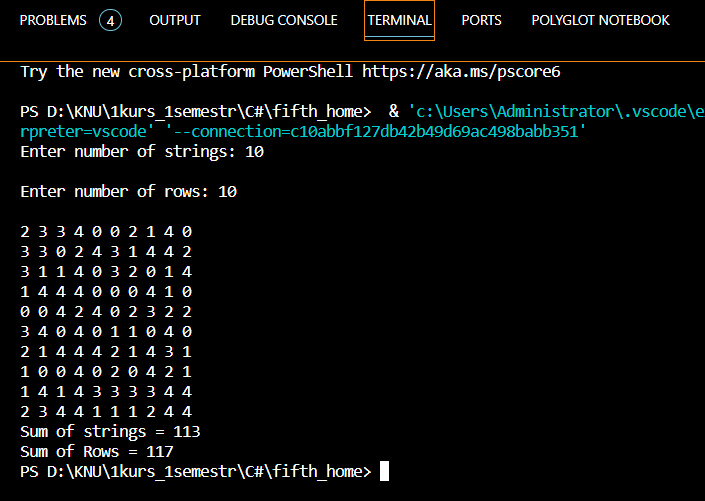 PROBLEMS 4 OUTPUT DEBUG CONSOLE TERMINAL PORTS POLYGLOT NOTEBOOK
Try the new cross-platform PowerShell https://aka.ms/pscore6
PS D:\KNU\1kurs_1semestr\C#\fifth_home>  & 'c:\Users\Administrator\.vscode\e
rpreter=vscode' '--connection=c10abbf127db42b49d69ac498babb351'
Enter number of strings: 10
Enter number of rows: 10
2 3 3 4 0 0 2 1 4 0
3 3 0 2 4 3 1 4 4 2
3 1 1 4 0 3 2 0 1 4
1 4 4 4 0 0 0 4 1 0
0 0 4 2 4 0 2 3 2 2
3 4 0 4 0 1 1 0 4 0
2 1 4 4 4 2 1 4 3 1
1 0 0 4 0 2 0 4 2 1
1 4 1 4 3 3 3 3 4 4
2 3 4 4 1 1 1 2 4 4
Sum of strings = 113
Sum of Rows = 117
PS D:\KNU\1kurs_1semestr\C#\fifth_home>